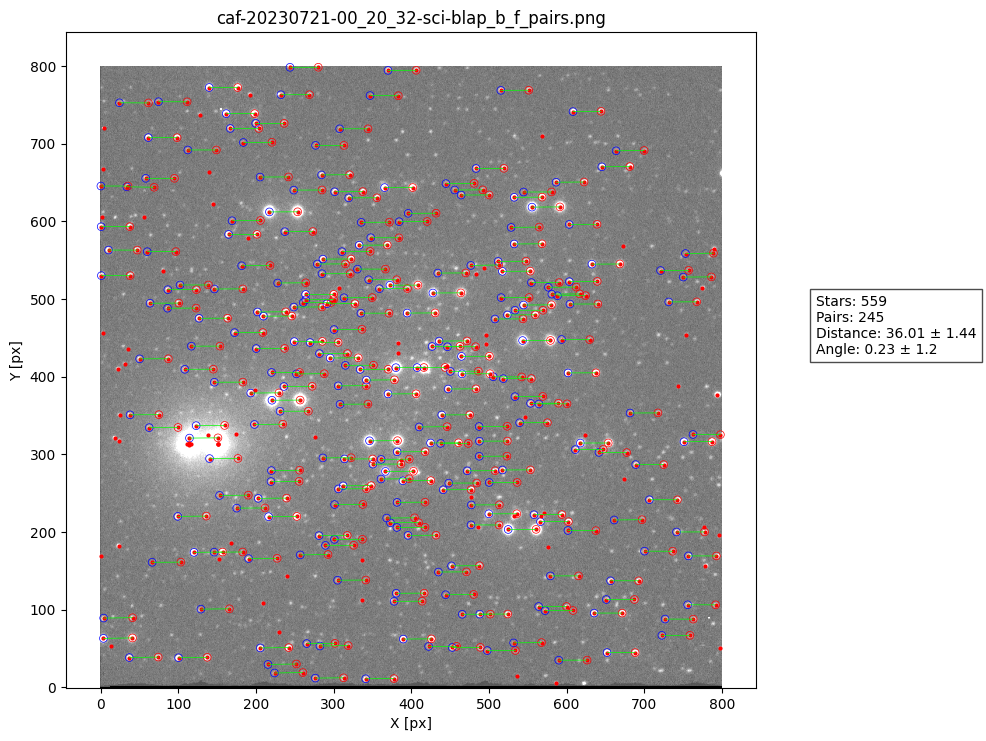 caf-20230721-00_20_32-sci-blap_b_f_pairs.png
800
700
600
500
400
300
200
100
0
Y [px]
0 100 200 300 400 500 600 700 800
X [px]
Stars: 559
Pairs: 245
Distance: 36.01 ± 1.44
Angle: 0.23 ± 1.2